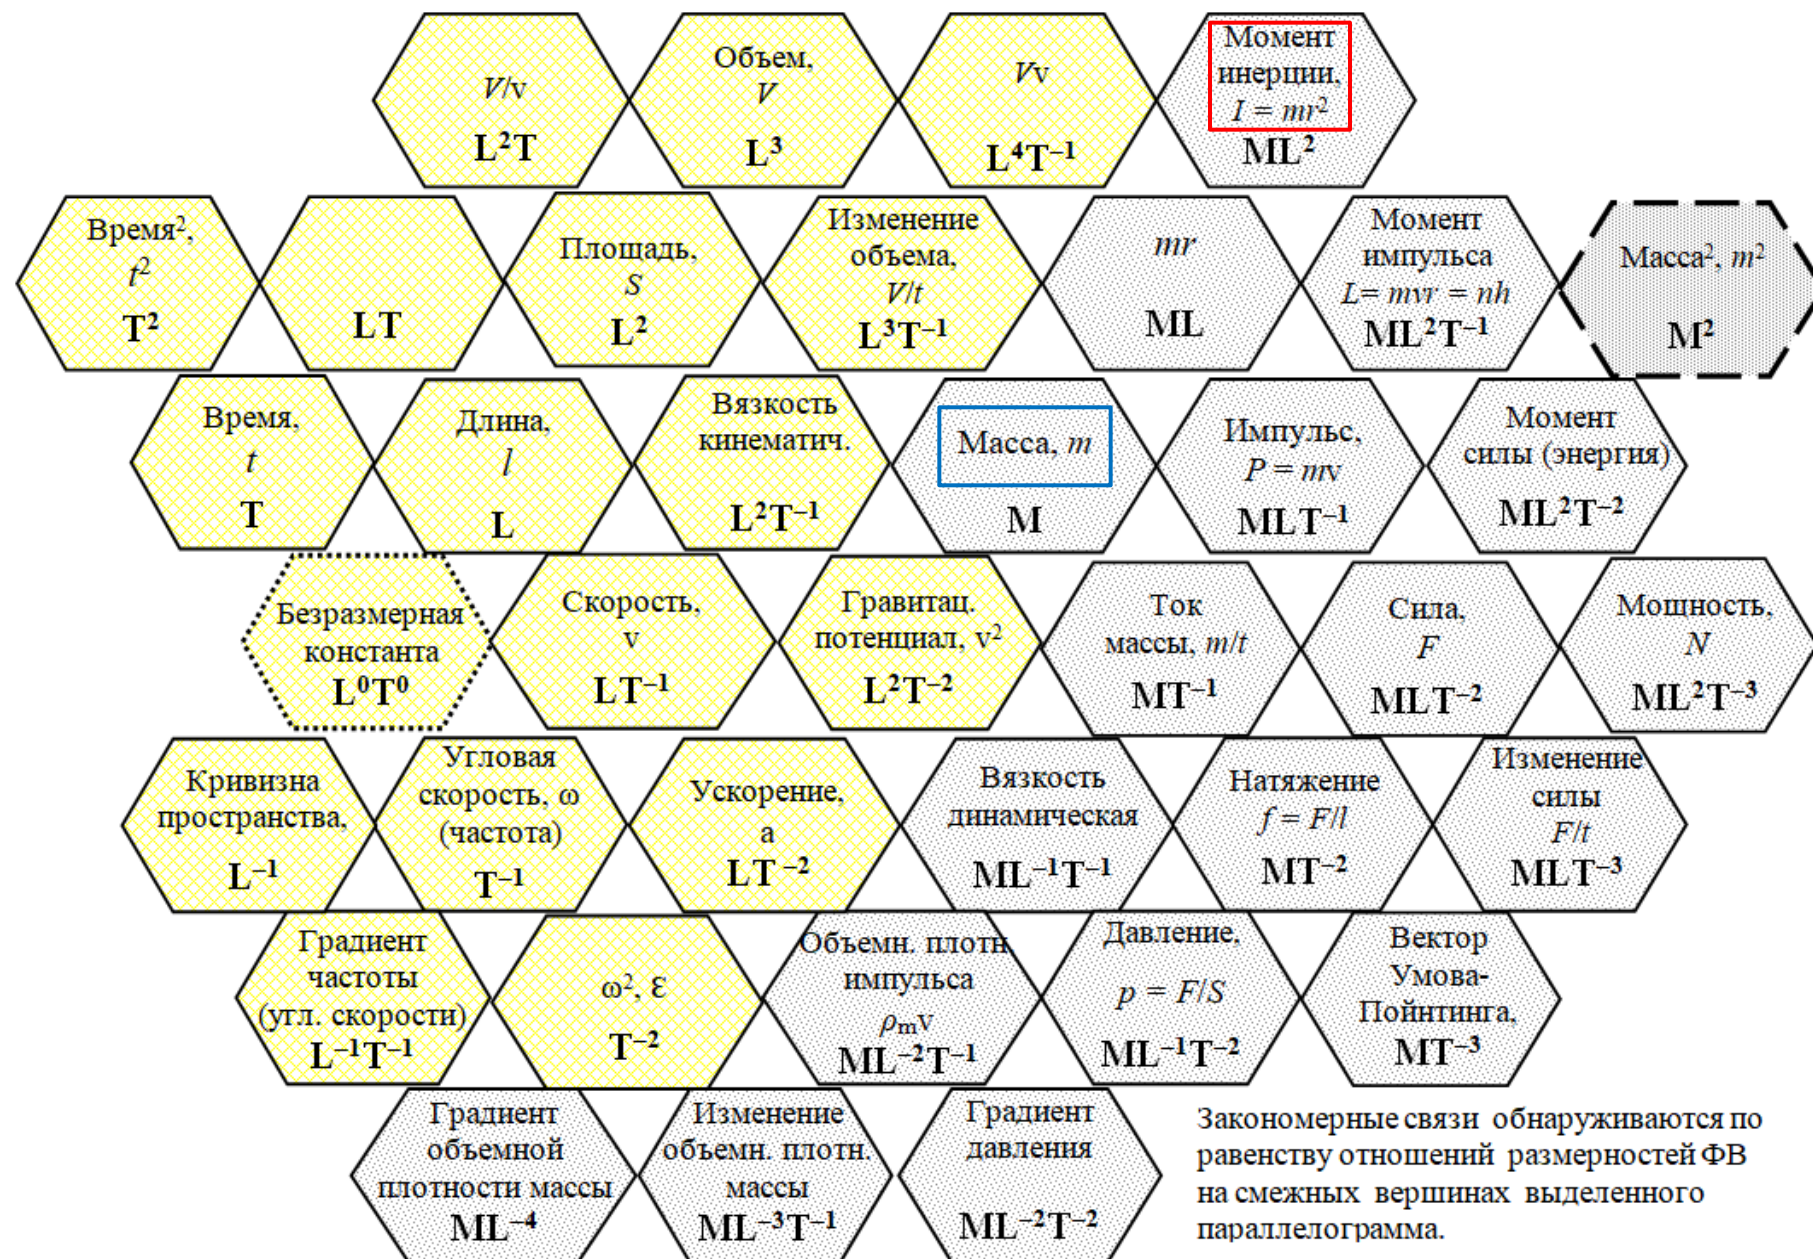 V/v
L²T
Объем,
V
L³
Vv
L⁴T⁻¹
Момент
инерции,
I = mr²
ML²
Время²,
t²
T²
LT
Площадь,
S
L²
Изменение
объема,
V/t
L³T⁻¹
mr
ML
Момент
импульса
L= mvr = nh
ML²T⁻¹
Масса², m²
M²
Время,
t
T
Длина,
l
L
Вязкость
кинематич.
L²T⁻¹
Масса, m
M
Импульс,
P = mv
MLT⁻¹
Момент
силы (энергия)
ML²T⁻²
Безразмерная
константа
L⁰T⁰
Скорость,
v
LT⁻¹
Гравитац.
потенциал, v²
L²T⁻²
Ток
массы, m/t
MT⁻¹
Сила,
F
MLT⁻²
Мощность,
N
ML²T⁻³
Кривизна
пространства,
L⁻¹
Угловая
скорость, ω
(частота)
T⁻¹
Ускорение,
a
LT⁻²
Вязкость
динамическая
ML⁻¹T⁻¹
Натяжение
f = F/l
MT⁻²
Изменение
силы
F/t
MLT⁻³
Градиент
частоты
(угл. скорости)
L⁻¹T⁻¹
ω², ε
T⁻²
Объемн. плотн
импульса
ρₘv
ML⁻²T⁻¹
Давление,
p = F/S
ML⁻¹T⁻²
Вектор
Умова-
Пойнтинга,
MT⁻³
Градиент
объемной
плотности массы
ML⁻⁴
Изменение
объемн. плотн.
массы
ML⁻³T⁻¹
Градиент
давления
ML⁻²T⁻²
Закономерные связи обнаруживаются по
равенству отношений размерностей ФВ
на смежных вершинах выделенного
параллелограмма.